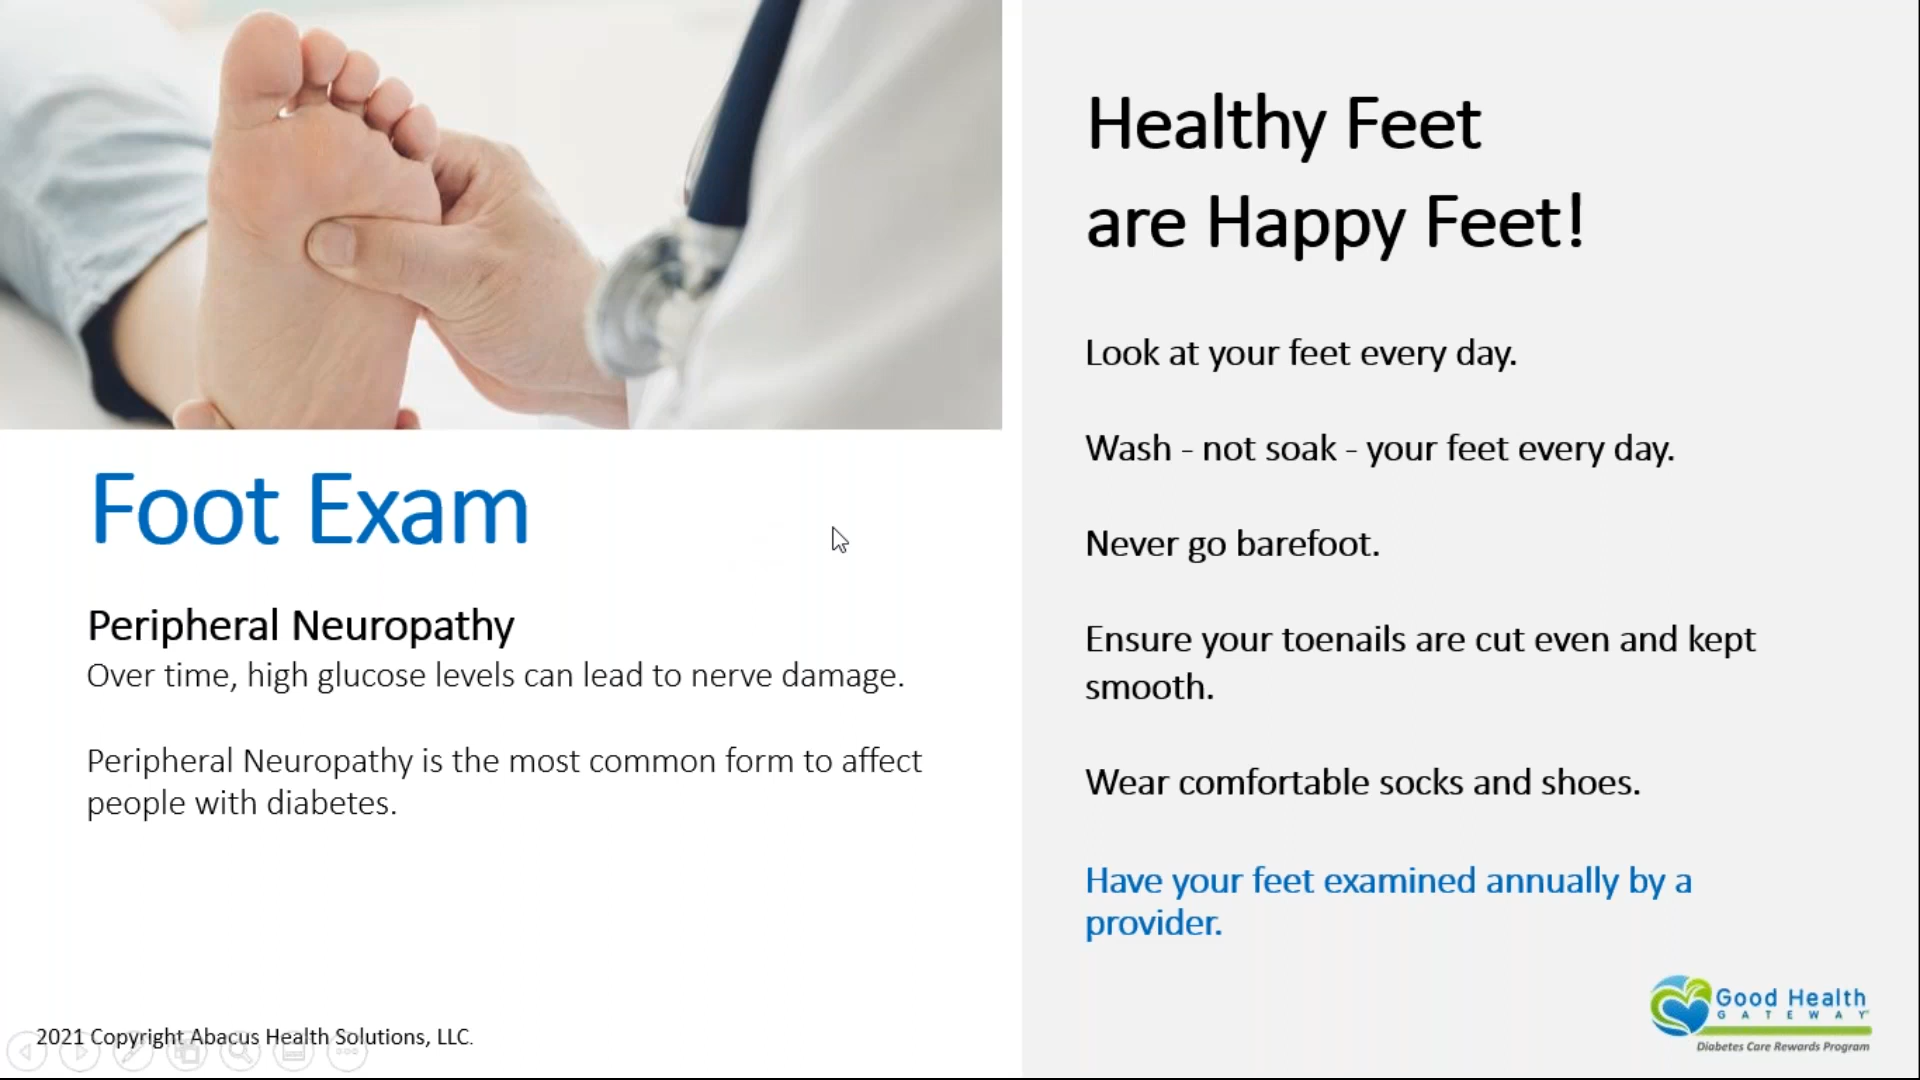 Foot Exam
Peripheral Neuropathy
Over time, high glucose levels can lead to nerve damage.
Peripheral Neuropathy is the most common form to affect
people with diabetes.
2021 Copyright Abacus Health Solutions, LLC.
Healthy Feet
are Happy Feet!
Look at your feet every day.
Wash - not soak - your feet every day.
Never go barefoot.
Ensure your toenails are cut even and kept
smooth.
Wear comfortable socks and shoes.
Have your feet examined annually by a
provider.
Good Health
GATEWAY
Diabetes Care Rewards Program